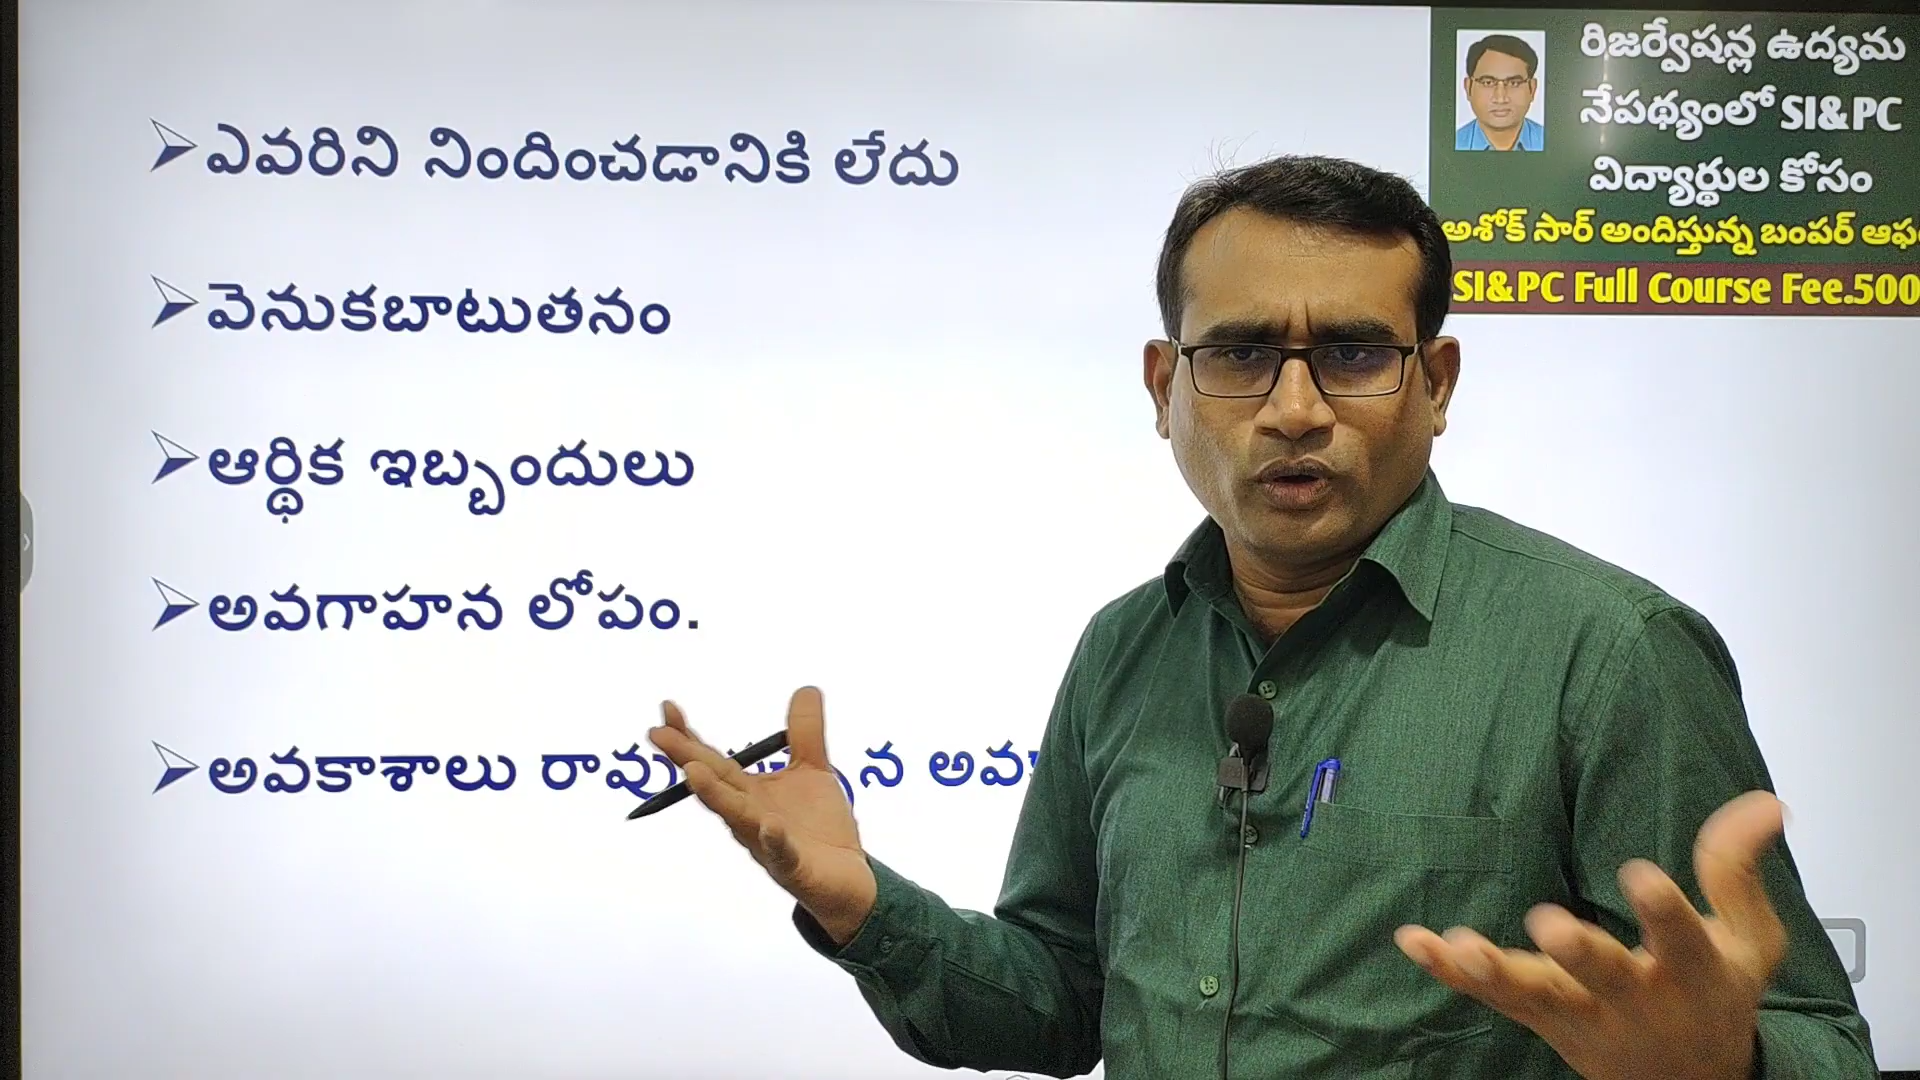 ఎవరిని నిందించడానికి లేదు
వెనుకబాటుతనం
ఆర్థిక ఇబ్బందులు
అవగాహన లోపం.
అవకాశాలు రావు
రిజర్వేషన్ల ఉద్యమ
నేపథ్యంలో SI&PC
విద్యార్థుల కోసం
అశోక్ సార్ అందిస్తున్న బంపర్
SI&PC Full Course Fee.500